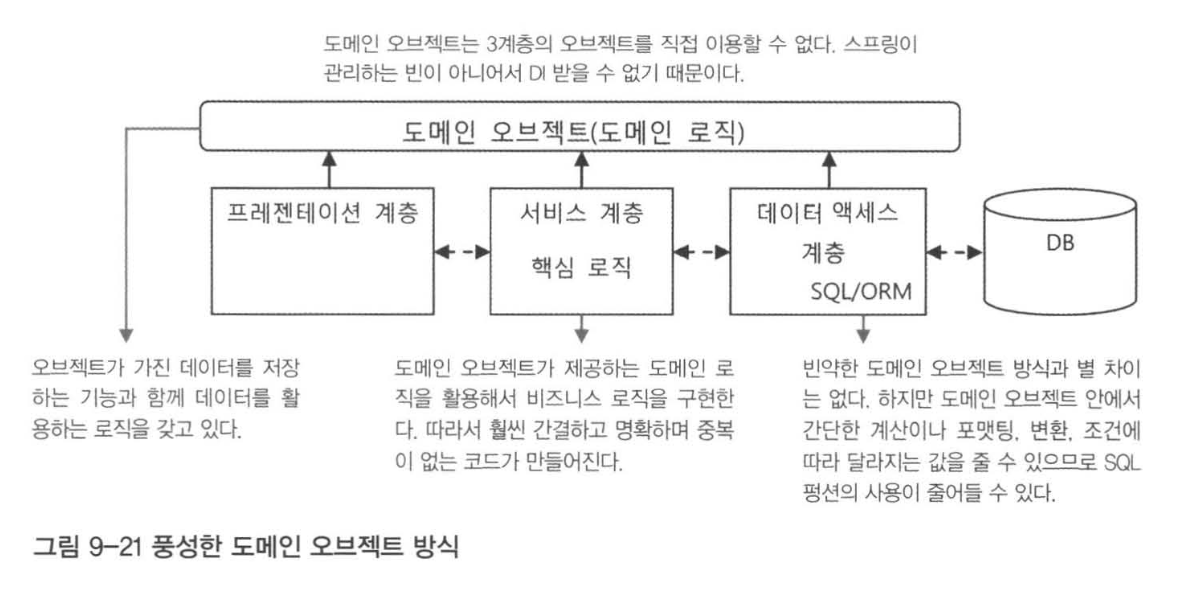 도메인 오브젝트는 3계층의 오브젝트를 직접 이용할 수 없다. 스프링이
관리하는 빈이 아니어서 DI 받을 수 없기 때문이다.
도메인 오브젝트(도메인 로직)
프레젠테이션 계층
서비스 계층
핵심 로직
데이터 액세스
계층
SQL/ORM
DB
오브젝트가 가진 데이터를 저장
하는 기능과 함께 데이터를 활
용하는 로직을 갖고 있다.
도메인 오브젝트가 제공하는 도메인 로
직을 활용해서 비즈니스 로직을 구현한
다. 따라서 훨씬 간결하고 명확하며 중복
이 없는 코드가 만들어진다.
빈약한 도메인 오브젝트 방식과 별 차이
는 없다. 하지만 도메인 오브젝트 안에서
간단한 계산이나 포맷팅, 변환, 조건에
따라 달라지는 값을 줄 수 있으므로 SQL
펑션의 사용이 줄어들 수 있다.
그림 9-21 풍성한 도메인 오브젝트 방식